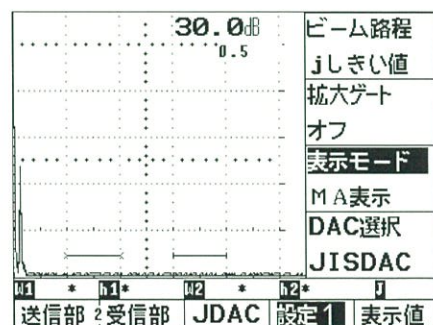 30.0dB
0.5
ビーム路程
jしきい値
拡大ゲート
オフ
表示モード
MA表示
DAC選択
JISDAC
W1 * h1* W2 * h2* J
送信部 2受信部 JDAC 設定1 表示値